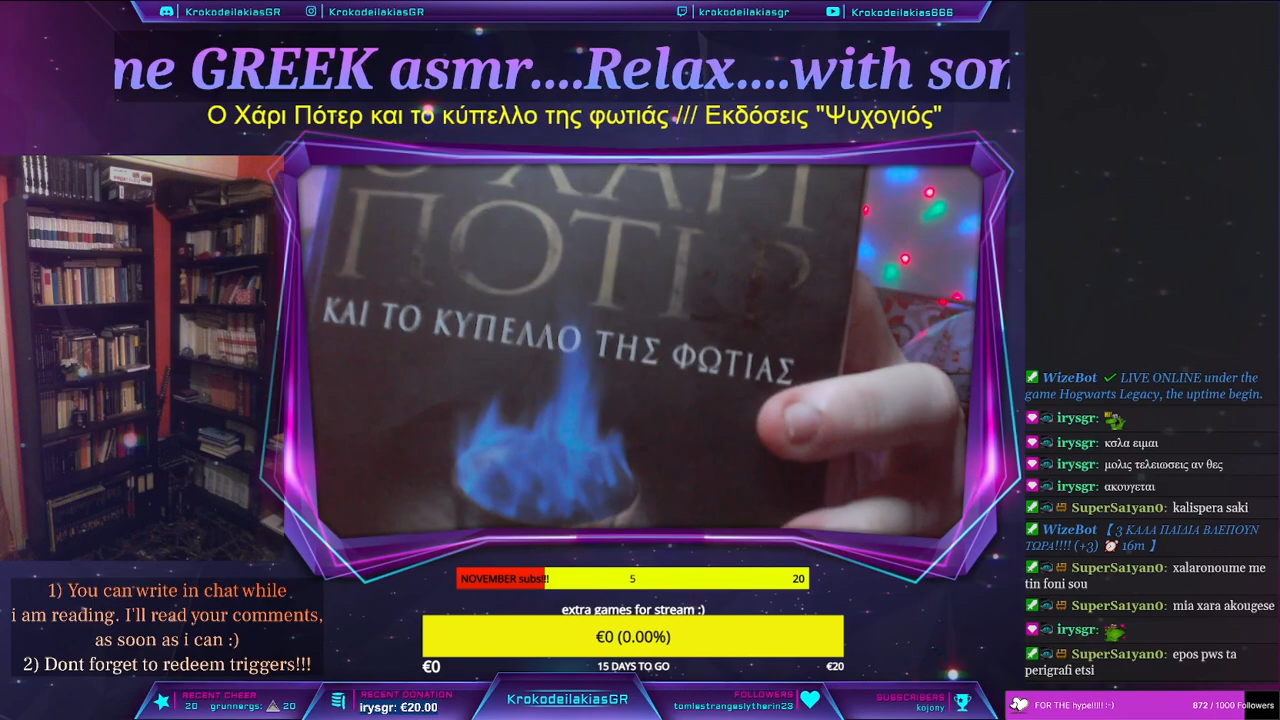 KrokodeilakiasGR
KrokodeilakiasGR
krokodeilakiasgr
Krokodeilakias666
GREEK asmr....Relax....with
Ο Χάρι Πότερ και το κύπελλο της φωτιάς /// Εκδόσεις "Ψυχογιός"
Ο ΧΑΡΙ
ΠΟΤΕΡ
ΚΑΙ ΤΟ ΚΥΠΕΛΛΟ ΤΗΣ ΦΩΤΙΑΣ
WizeBot LIVE ONLINE under the
game Hogwarts Legacy, the uptime begin.
irysgr:
irysgr: κσλα ειμαι
irysgr: μολις τελειωσεις αν θες
irysgr: ακουγεται
SuperSa1yan0: kalispera saki
WizeBot 【 3 ΚΑΛΑ ΠΑΙΔΙΑ ΒΛΕΠΟΥΝ
ΤΩΡΑ!!!! (+3) 16m 】
SuperSa1yan0: xalaronoume me
tin foni sou
SuperSa1yan0: mia xara akougese
irysgr:
SuperSa1yan0: epos pws ta
perigrafi etsi
NOVEMBER subs!!! 5 20
extra games for stream :)
€0 (0.00%)
€0 15 DAYS TO GO €20
1) You can write in chat while
i am reading. I'll read your comments,
as soon as i can :)
2) Dont forget to redeem triggers!!!
RECENT CHEER
grunnergs: 20
RECENT DONATION
irysgr: €20.00
KrokodeilakiasGR
FOLLOWERS
tomlestrangeslytherin23
SUBSCRIBERS
kojony
FOR THE hype!!!!! :-) 872 / 1000 Followers